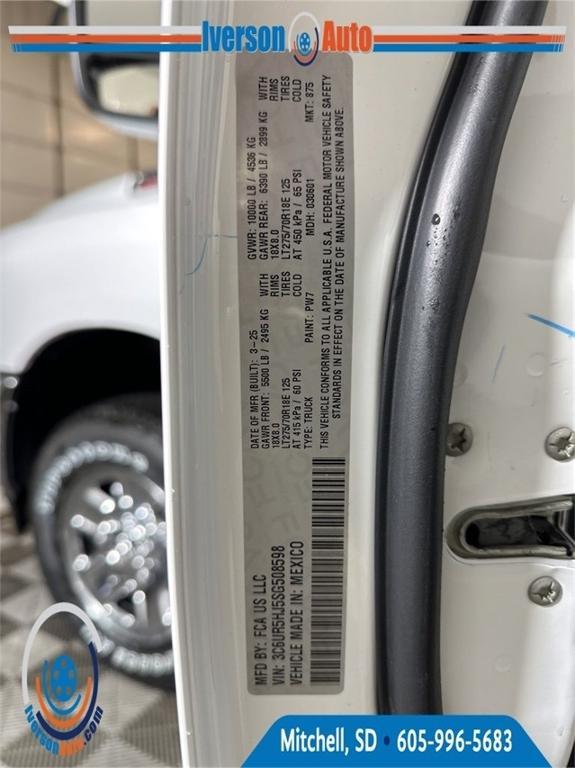 Iverson Auto
DATE OF MFR (BUILT): 3-25 GVWR: 10000 LB / 4536 KG
GAWR FRONT: 5500 LB / 2495 KG WITH GAWR REAR: 6390 LB / 2899 KG WITH
18X8.0 RIMS 18X8.0 RIMS
LT275/70R18E 125 TIRES LT275/70R18E 125 TIRES
AT 415 kPa / 60 PSI COLD AT 450 kPa / 65 PSI COLD
TYPE: TRUCK PAINT: PW7 MDH: 030601 MKT: 875
THIS VEHICLE CONFORMS TO ALL APPLICABLE U.S.A. FEDERAL MOTOR VEHICLE SAFETY
STANDARDS IN EFFECT ON THE DATE OF MANUFACTURE SHOWN ABOVE.
MFD BY: FCA US LLC
VIN: 3C6UR5HJ5SG508598
VEHICLE MADE IN: MEXICO
Iverson
Auto.com
Mitchell, SD • 605-996-5683